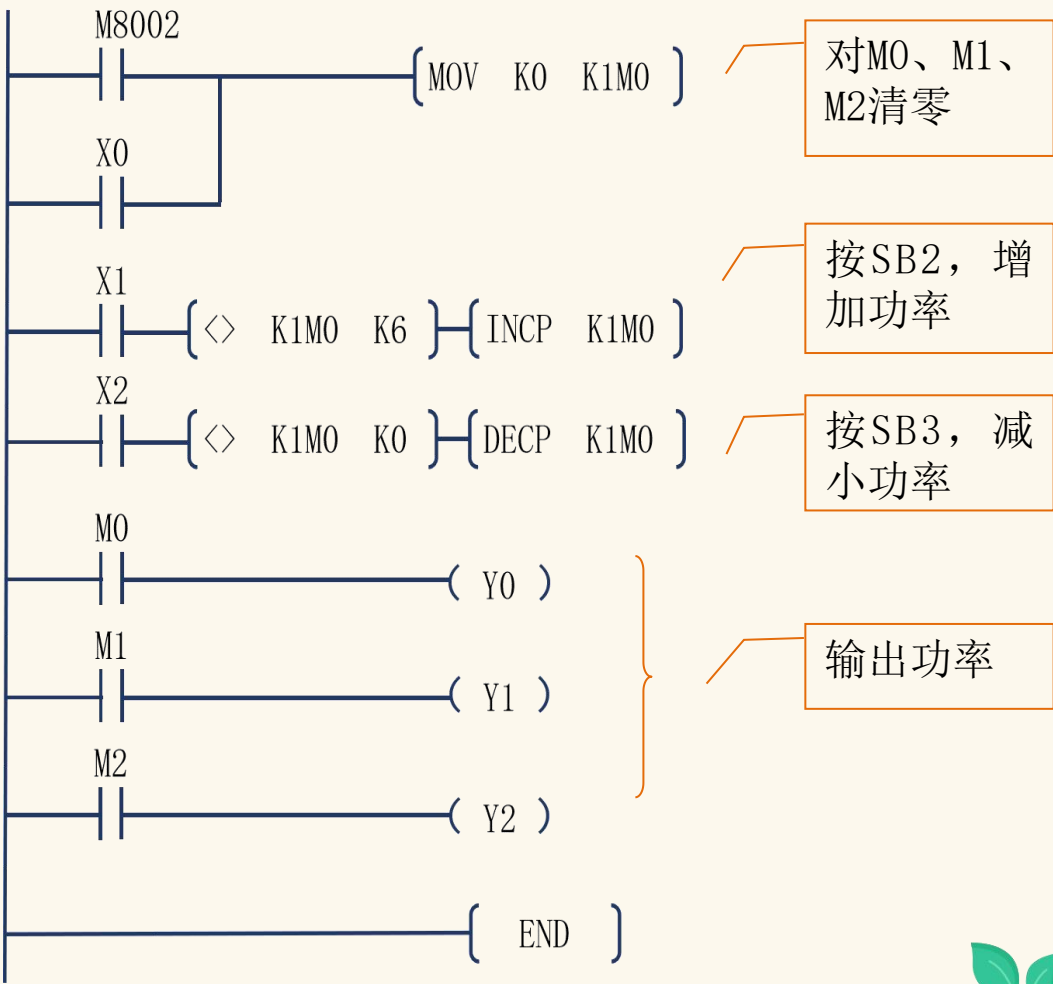 M8002
MOV K0 K1M0
对M0、M1、
M2清零
X0
X1
<> K1M0 K6
INCP K1M0
按SB2，增
加功率
X2
<> K1M0 K0
DECP K1M0
按SB3，减
小功率
M0
Y0
M1
Y1
输出功率
M2
Y2
END